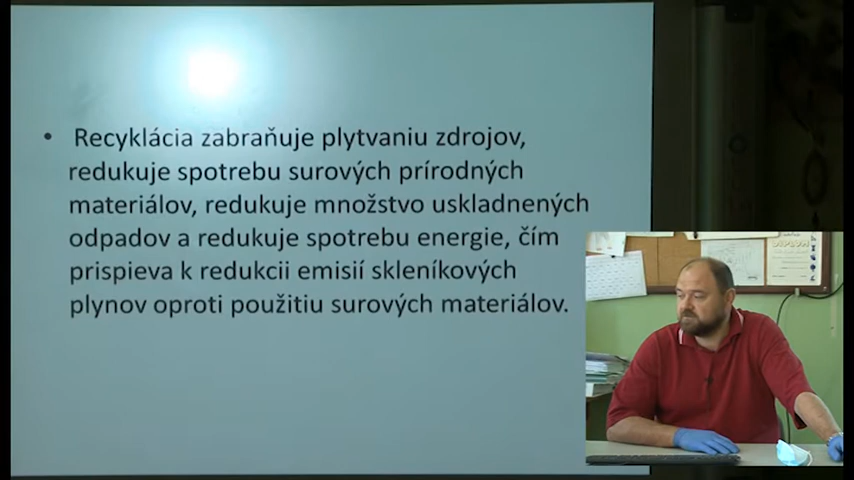 • Recyklácia zabraňuje plytvaniu zdrojov,
redukuje spotrebu surových prírodných
materiálov, redukuje množstvo uskladnených
odpadov a redukuje spotrebu energie, čím
prispieva k redukcii emisií skleníkových
plynov oproti použitiu surových materiálov.
DIPLOM